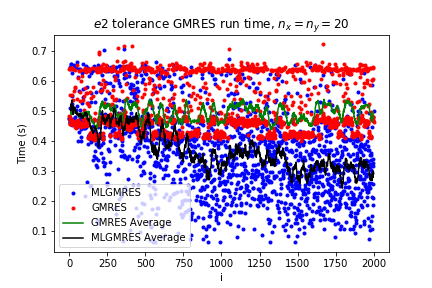 e2 tolerance GMRES run time, n_x = n_y = 20
Time (s)
0.7
0.6
0.5
0.4
0.3
0.2
0.1
MLGMRES
GMRES
GMRES Average
MLGMRES Average
0 250 500 750 1000 1250 1500 1750 2000
i